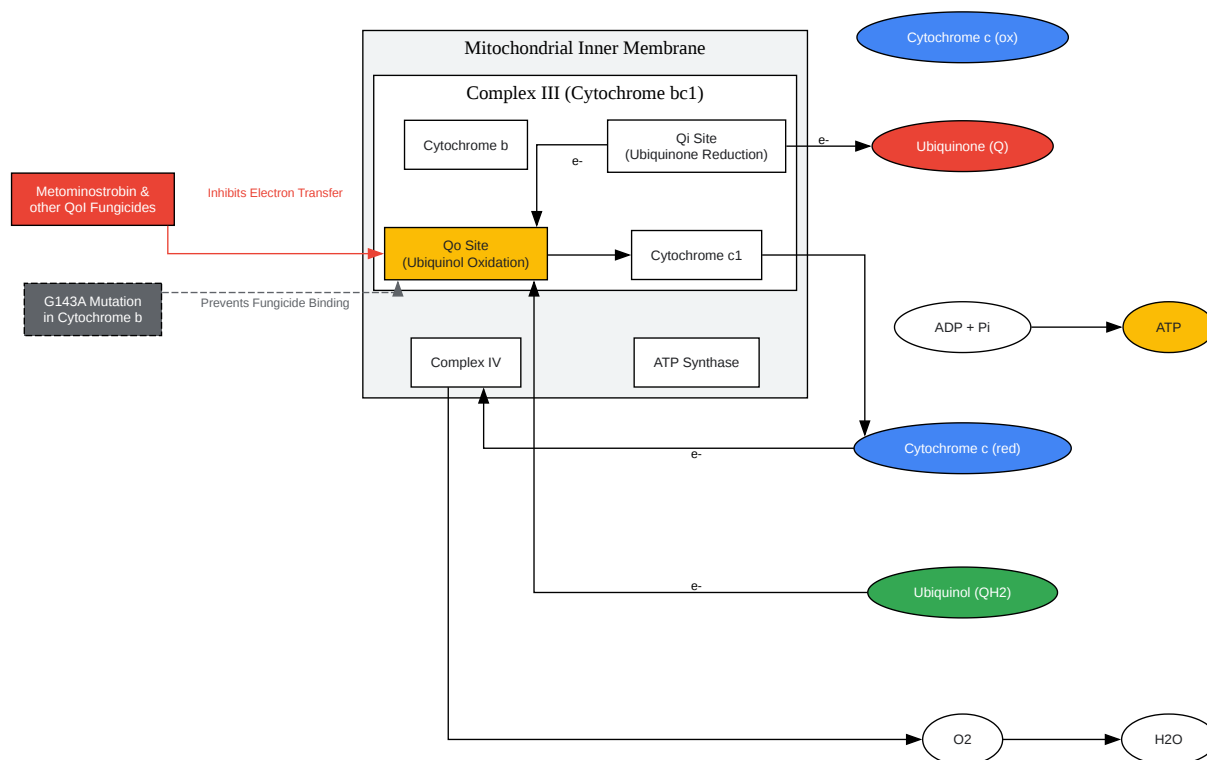 Cytochrome c (ox)
Mitochondrial Inner Membrane
Complex III (Cytochrome bc1)
Cytochrome b
Qi Site
(Ubiquinone Reduction)
e-
e-
Ubiquinone (Q)
Metominostrobin &
other QoI Fungicides
Inhibits Electron Transfer
Qo Site
(Ubiquinol Oxidation)
Cytochrome c1
G143A Mutation
in Cytochrome b
Prevents Fungicide Binding
ADP + Pi
ATP
Complex IV
ATP Synthase
e-
Cytochrome c (red)
e-
Ubiquinol (QH2)
O2
H2O